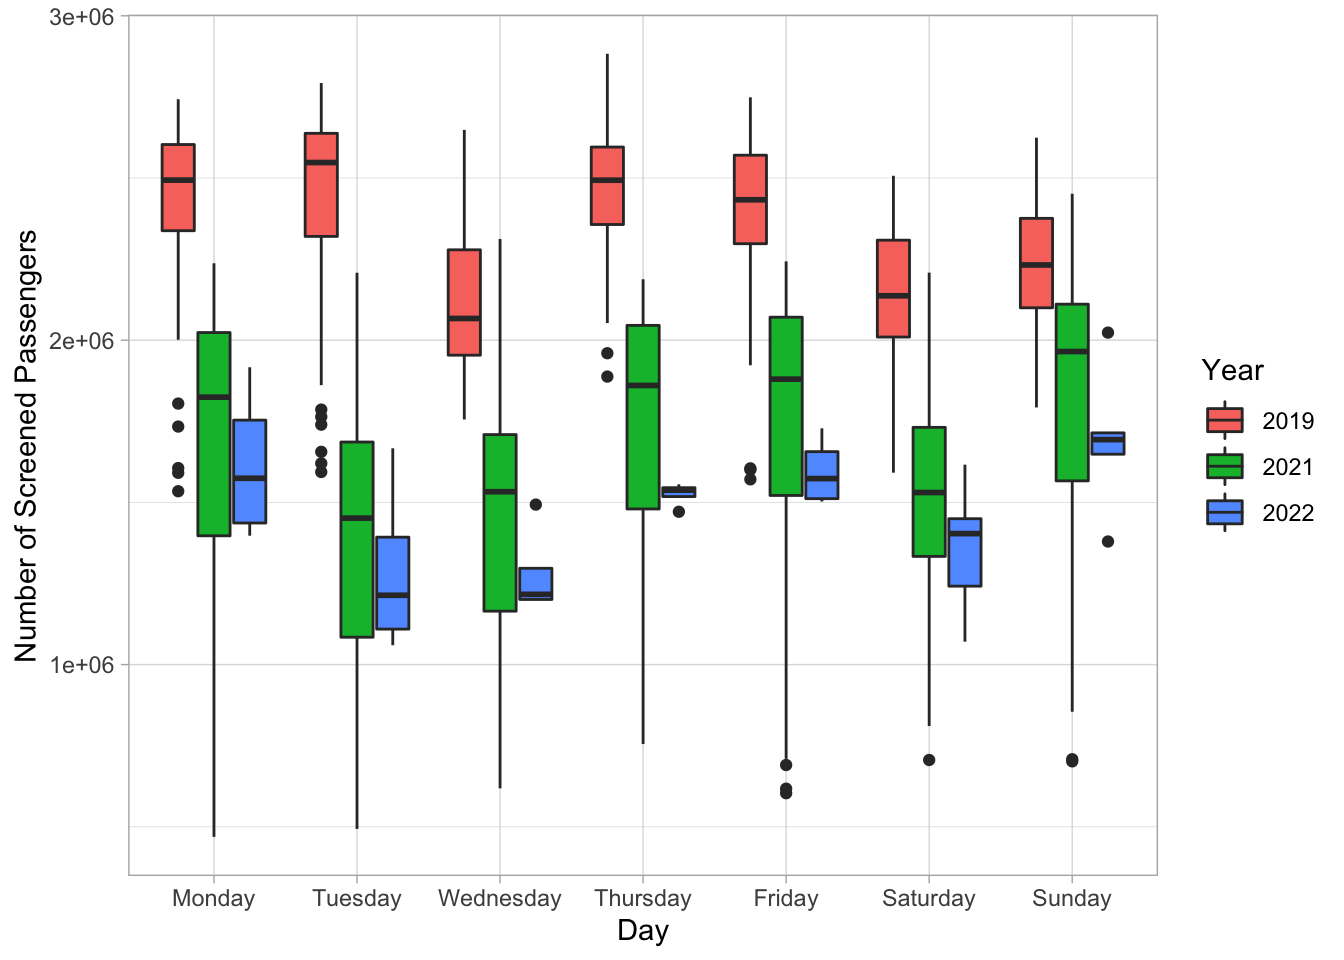 3e+06
2e+06
1e+06
Number of Screened Passengers
Monday Tuesday Wednesday Thursday Friday Saturday Sunday
Day
Year
2019
2021
2022